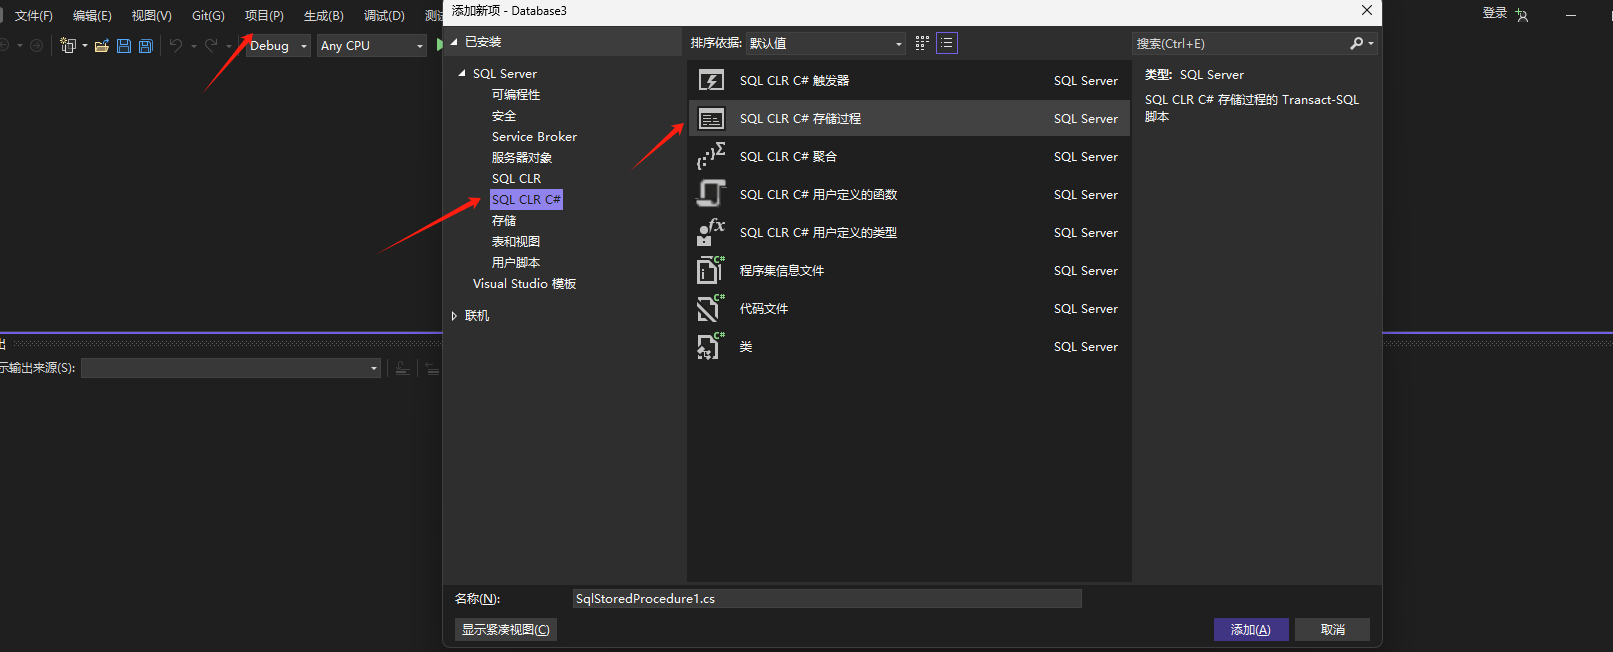 文件(F) 编辑(E) 视图(V) Git(G) 项目(P) 生成(B) 调试(D) 测试
登录
Debug
Any CPU
出
示输出来源(S):
添加新项 - Database3
已安装
SQL Server
可编程性
安全
Service Broker
服务器对象
SQL CLR
SQL CLR C#
存储
表和视图
用户脚本
Visual Studio 模板
联机
排序依据: 默认值
搜索(Ctrl+E)
SQL CLR C# 触发器 SQL Server
SQL CLR C# 存储过程 SQL Server
SQL CLR C# 聚合 SQL Server
SQL CLR C# 用户定义的函数 SQL Server
SQL CLR C# 用户定义的类型 SQL Server
程序集信息文件 SQL Server
代码文件 SQL Server
类 SQL Server
类型: SQL Server
SQL CLR C# 存储过程的 Transact-SQL
脚本
名称(N): SqlStoredProcedure1.cs
显示紧凑视图(C)
添加(A) 取消